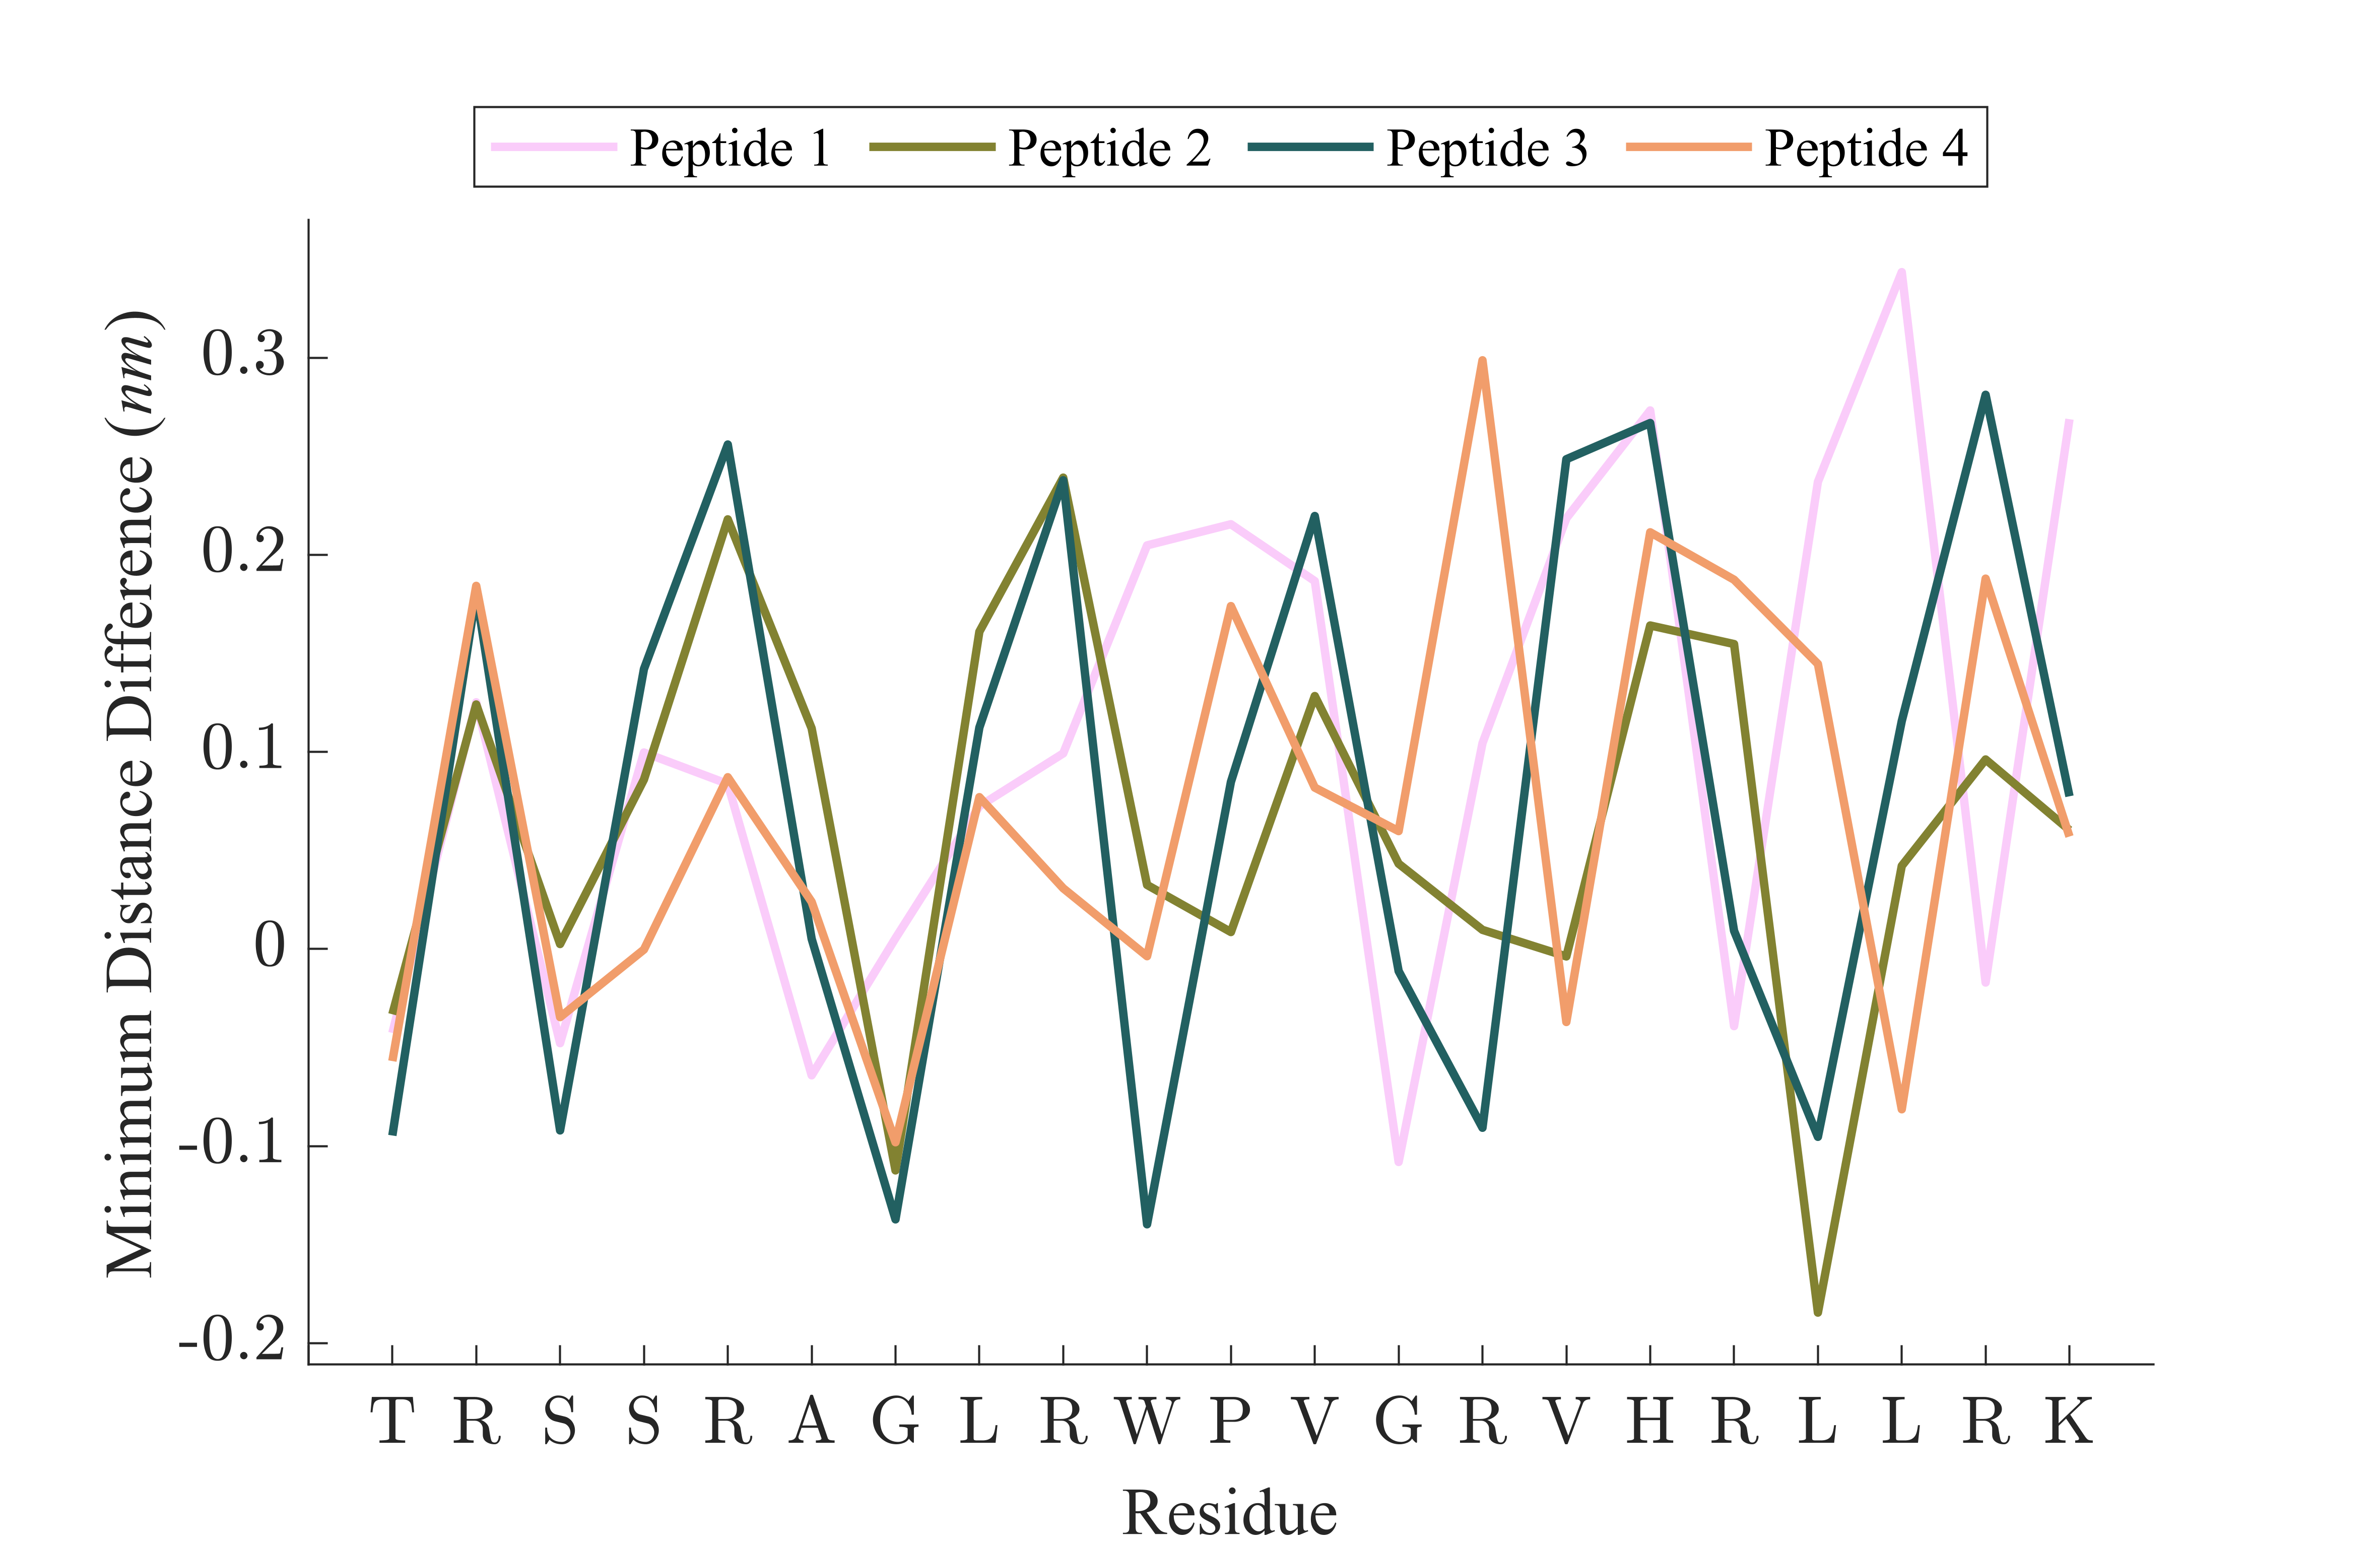 Peptide 1 Peptide 2 Peptide 3 Peptide 4
Minimum Distance Difference (nm)
0.3
0.2
0.1
0
-0.1
-0.2
T R S S R A G L R W P V G R V H R L L R K
Residue